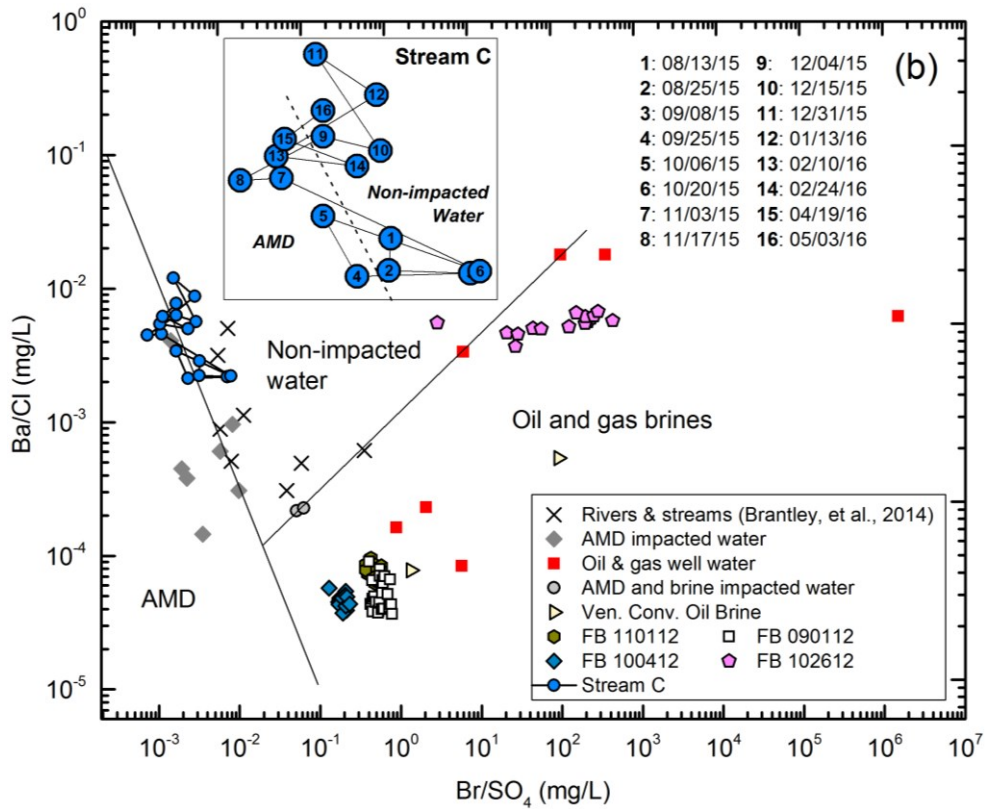 (b)
Stream C
1: 08/13/15 9: 12/04/15
2: 08/25/15 10: 12/15/15
3: 09/08/15 11: 12/31/15
4: 09/25/15 12: 01/13/16
5: 10/06/15 13: 02/10/16
6: 10/20/15 14: 02/24/16
7: 11/03/15 15: 04/19/16
8: 11/17/15 16: 05/03/16
11
12
16
15
9
13
10
14
8
7
Non-impacted
Water
5
AMD
1
4
2
6
Ba/Cl (mg/L)
10⁰
10⁻¹
10⁻²
10⁻³
10⁻⁴
10⁻⁵
Non-impacted
water
Oil and gas brines
AMD
Rivers & streams (Brantley, et al., 2014)
AMD impacted water
Oil & gas well water
AMD and brine impacted water
Ven. Conv. Oil Brine
FB 110112 FB 090112
FB 100412 FB 102612
Stream C
10⁻³ 10⁻² 10⁻¹ 10⁰ 10¹ 10² 10³ 10⁴ 10⁵ 10⁶ 10⁷
Br/SO₄ (mg/L)